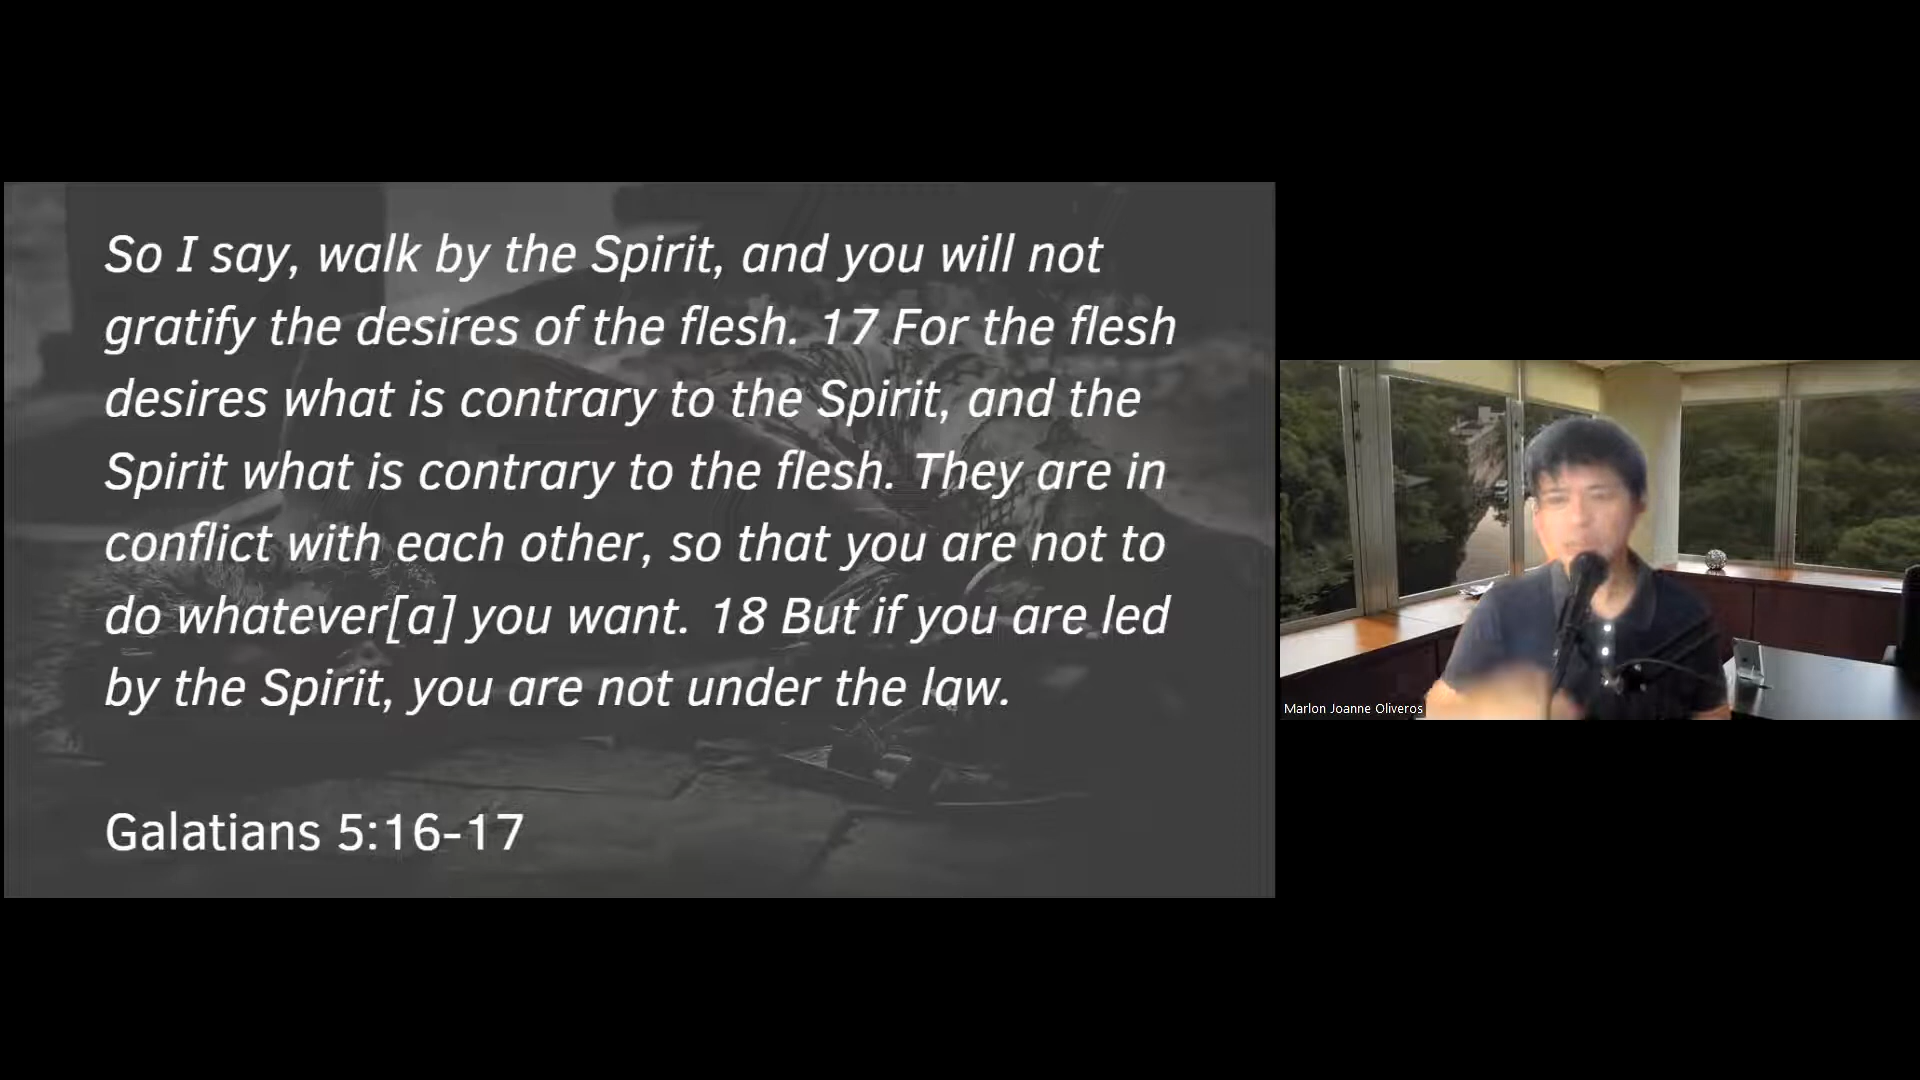 So I say, walk by the Spirit, and you will not
gratify the desires of the flesh. 17 For the flesh
desires what is contrary to the Spirit, and the
Spirit what is contrary to the flesh. They are in
conflict with each other, so that you are not to
do whatever[a] you want. 18 But if you are led
by the Spirit, you are not under the law.
Galatians 5:16-17
Marlon Joanne Oliveros